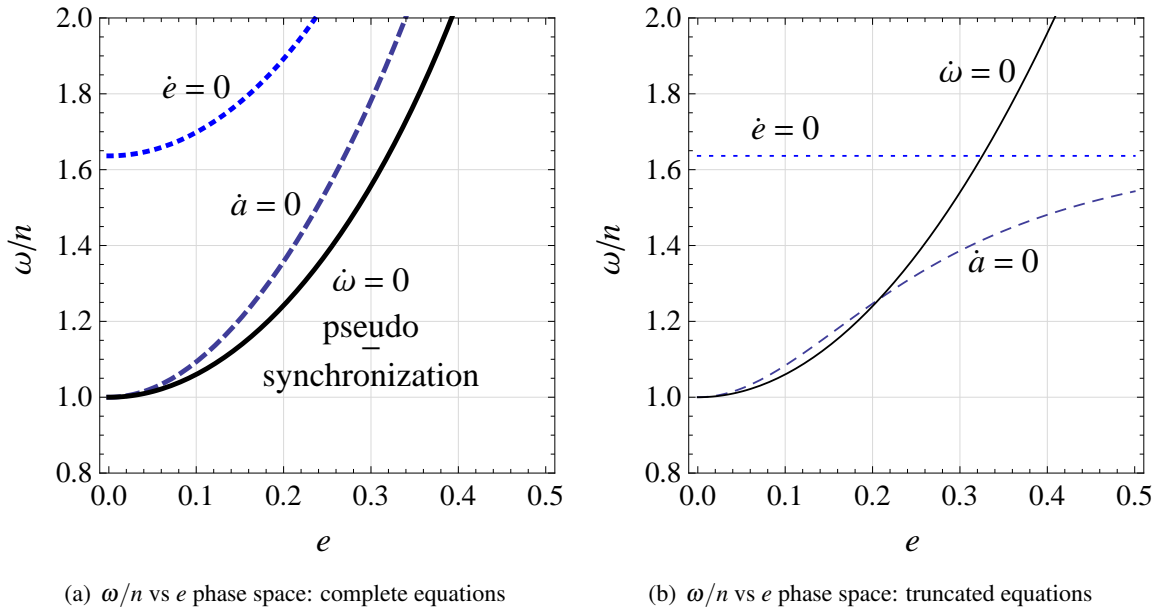 2.0
1.8
1.6
1.4
1.2
1.0
0.8
ω/n
ė = 0
ȧ = 0
ω̇ = 0
pseudo
–
synchronization
0.0 0.1 0.2 0.3 0.4 0.5
e
(a) ω/n vs e phase space: complete equations
2.0
1.8
1.6
1.4
1.2
1.0
0.8
ω/n
ω̇ = 0
ė = 0
ȧ = 0
0.0 0.1 0.2 0.3 0.4 0.5
e
(b) ω/n vs e phase space: truncated equations